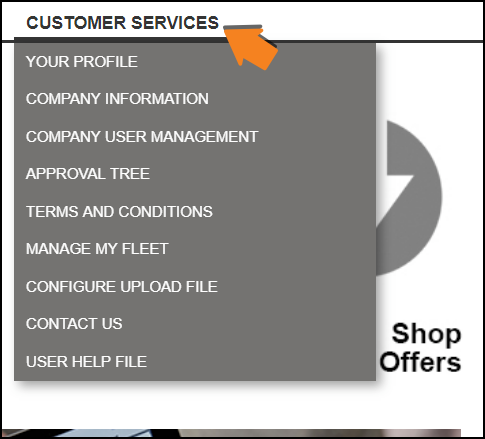 CUSTOMER SERVICES
YOUR PROFILE
COMPANY INFORMATION
COMPANY USER MANAGEMENT
APPROVAL TREE
TERMS AND CONDITIONS
MANAGE MY FLEET
CONFIGURE UPLOAD FILE
CONTACT US
USER HELP FILE
Shop
Offers